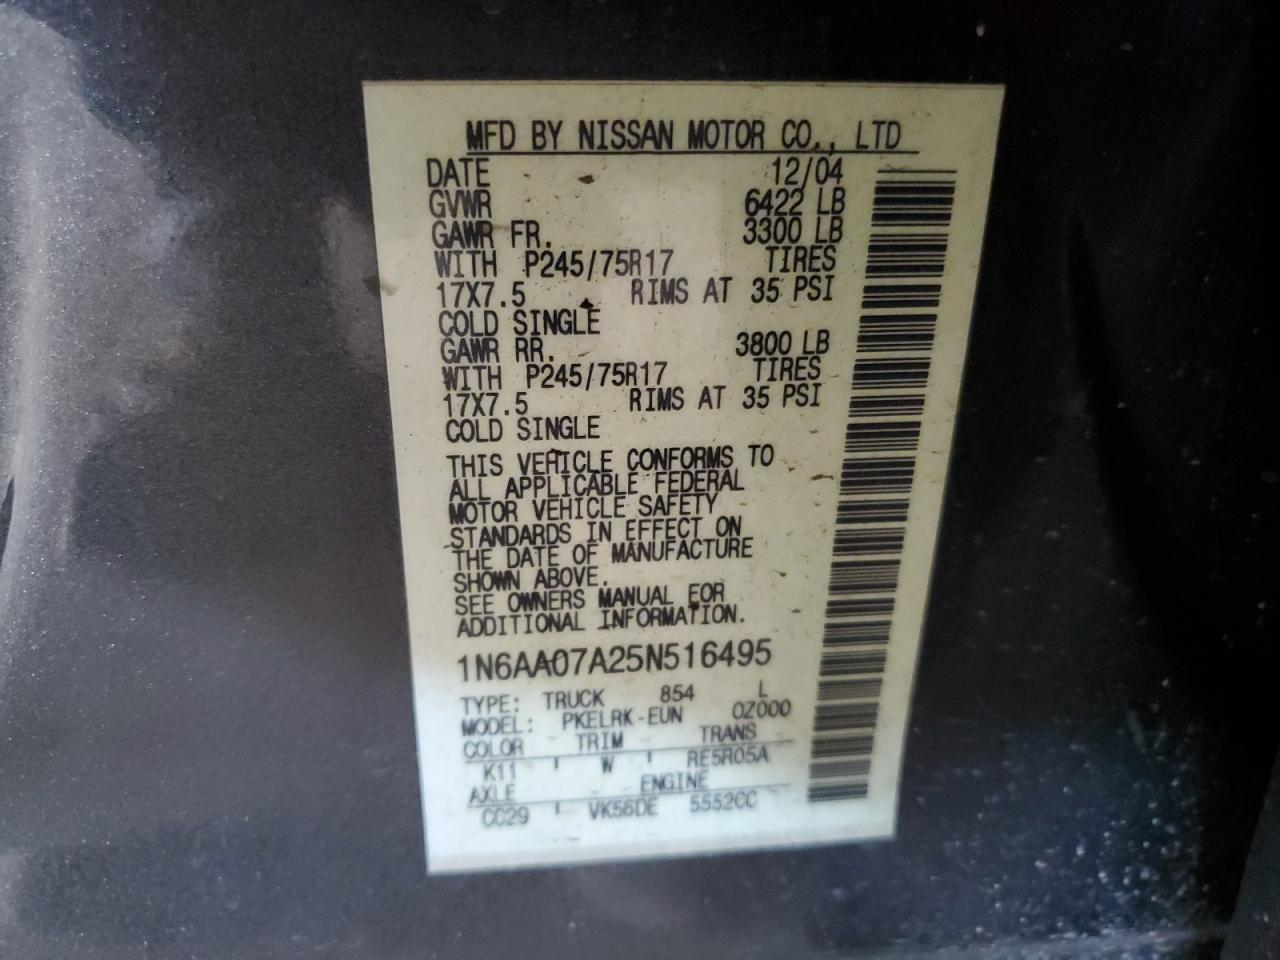 MFD BY NISSAN MOTOR CO., LTD
DATE 12/04
GVWR 6422 LB
GAWR FR. 3300 LB
WITH P245/75R17 TIRES
17X7.5 RIMS AT 35 PSI
COLD SINGLE
GAWR RR. 3800 LB
WITH P245/75R17 TIRES
17X7.5 RIMS AT 35 PSI
COLD SINGLE
THIS VEHICLE CONFORMS TO
ALL APPLICABLE FEDERAL
MOTOR VEHICLE SAFETY
STANDARDS IN EFFECT ON
THE DATE OF MANUFACTURE
SHOWN ABOVE.
SEE OWNERS MANUAL FOR
ADDITIONAL INFORMATION.
1N6AA07A25N516495
TYPE: TRUCK 854 L
MODEL: PKELRK-EUN 0Z000
COLOR TRIM TRANS
K11 W RE5R05A
AXLE ENGINE
CC29 VK56DE 5552CC